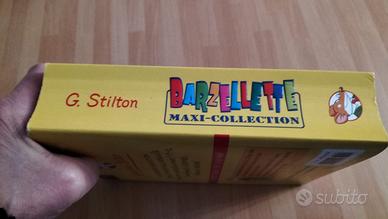 G. Stilton
BARZELLETTE
MAXI-COLLECTION
subito